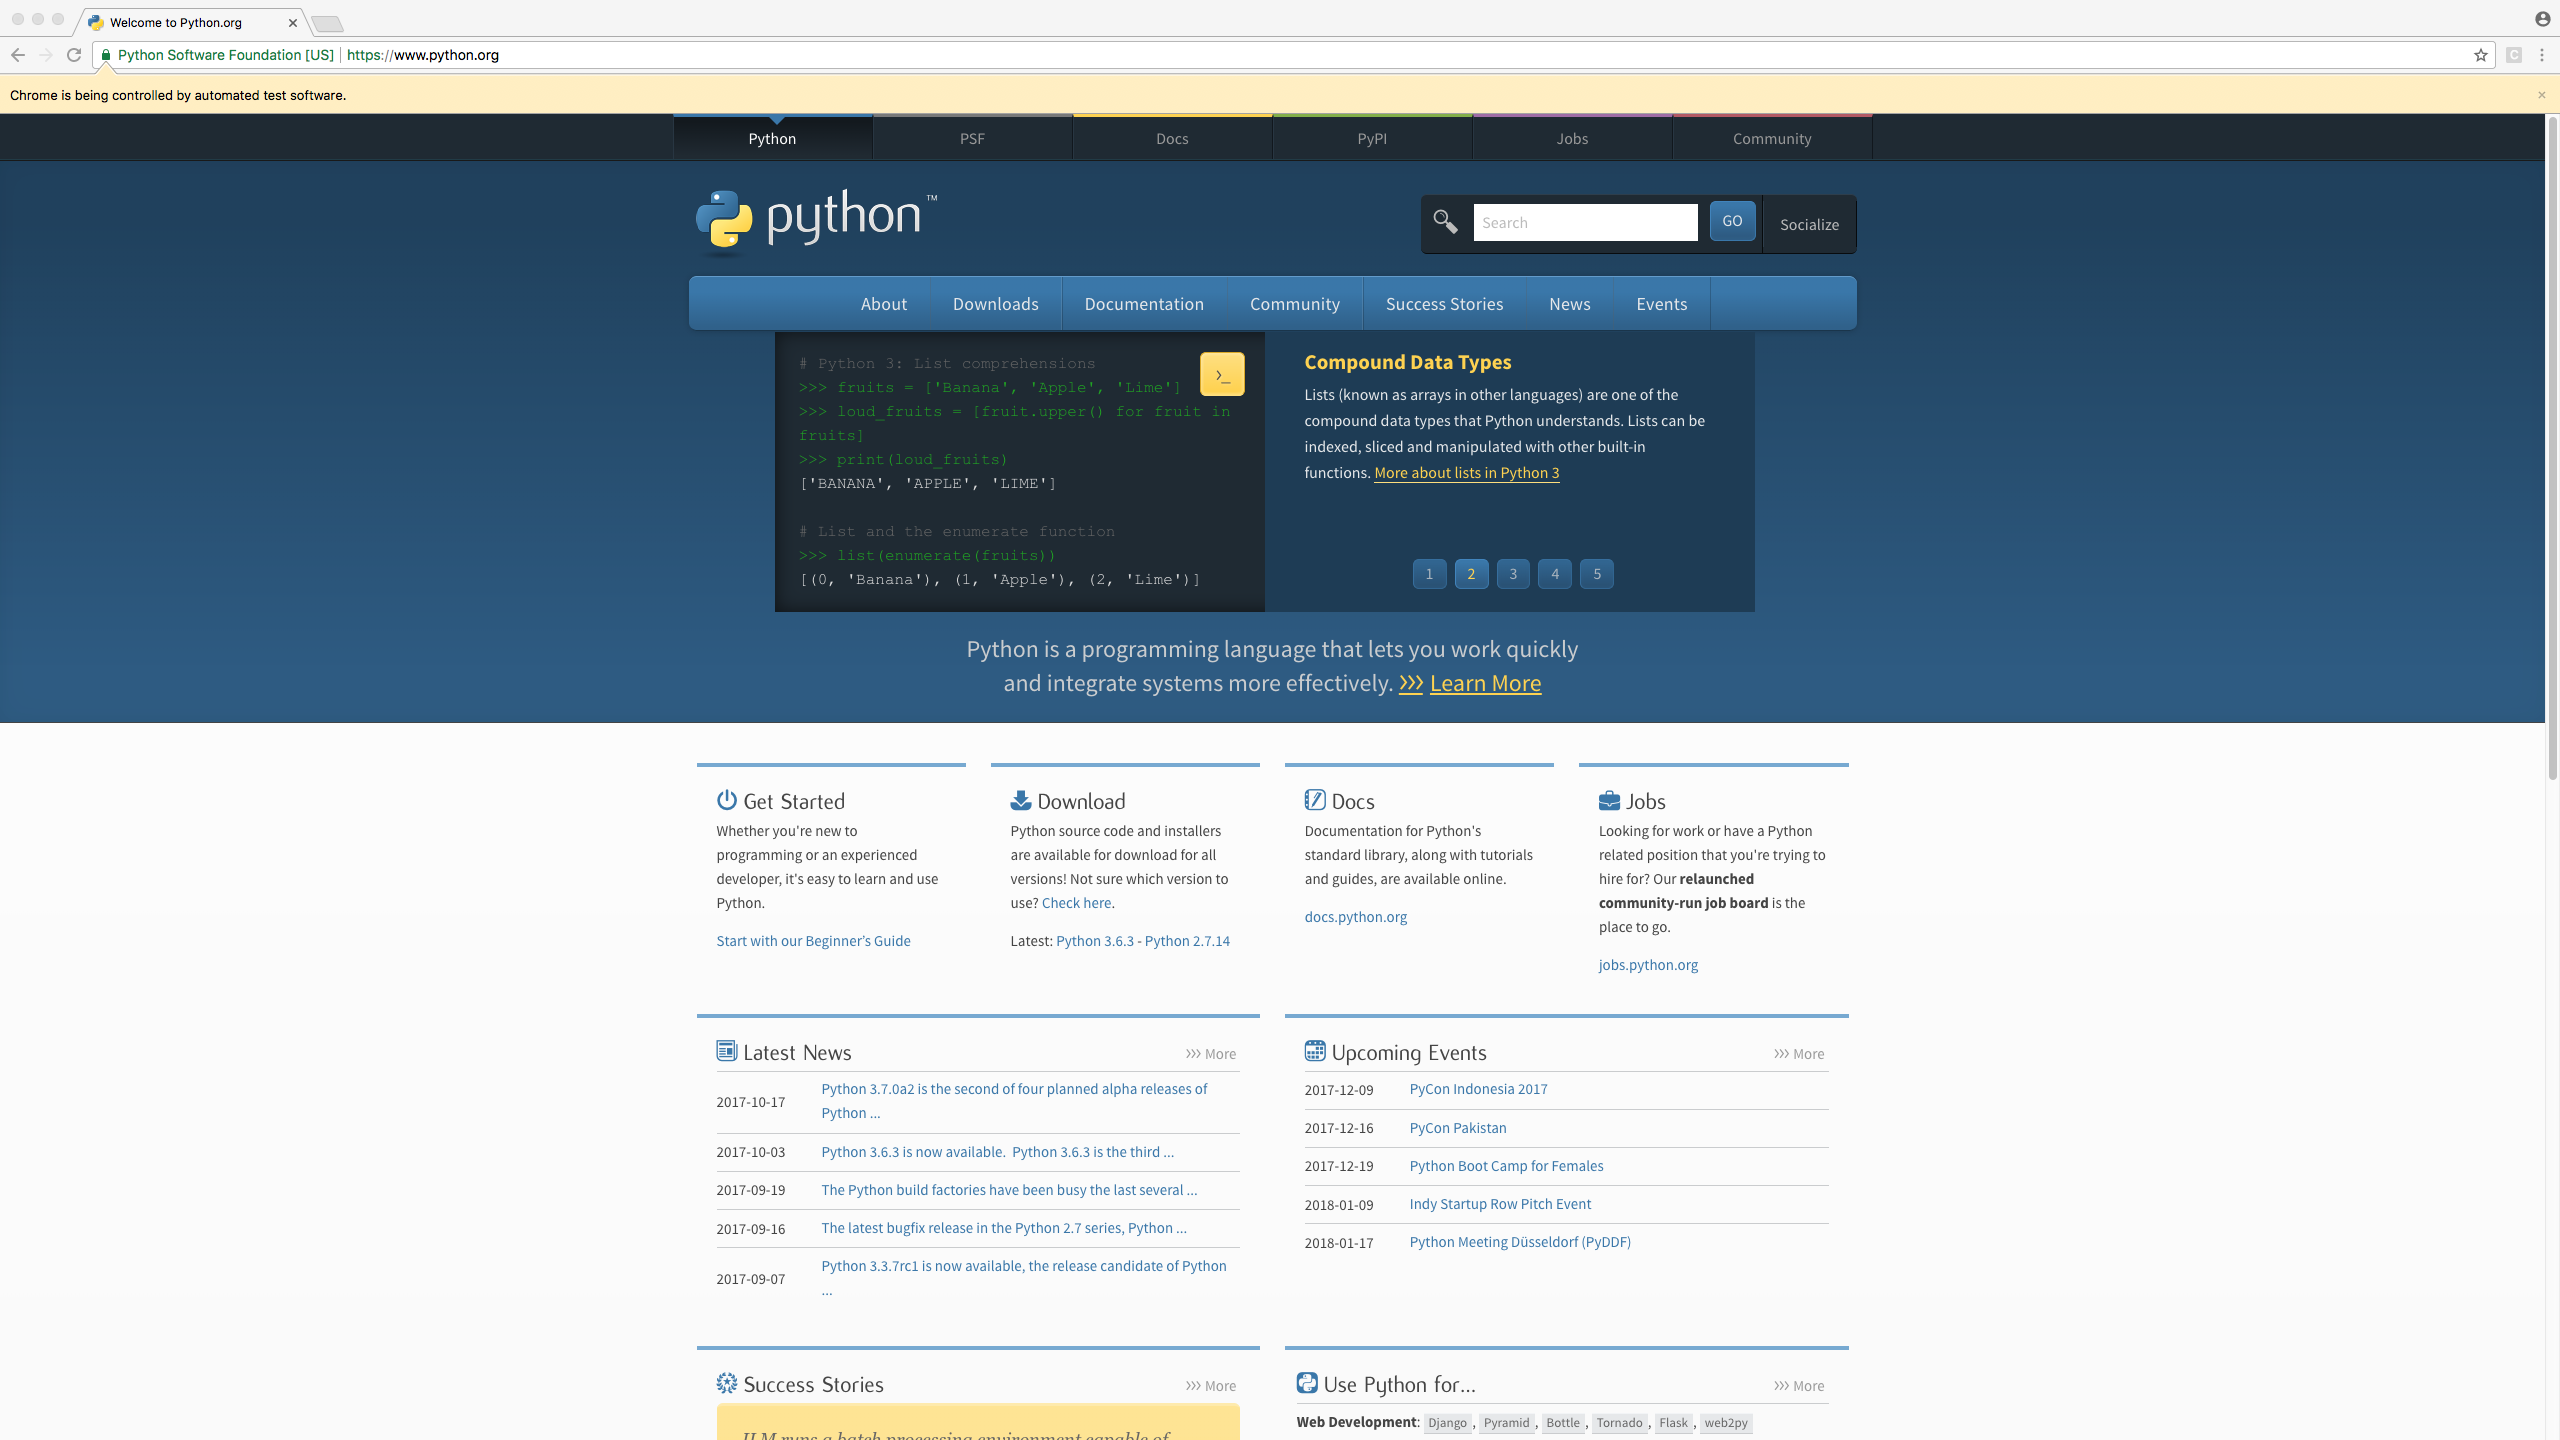 Welcome to Python.org
Python Software Foundation [US] https://www.python.org
Chrome is being controlled by automated test software.
Python PSF Docs PyPI Jobs Community
python™
Search GO Socialize
About Downloads Documentation Community Success Stories News Events
# Python 3: List comprehensions
>>> fruits = ['Banana', 'Apple', 'Lime']
>>> loud_fruits = [fruit.upper() for fruit in
fruits]
>>> print(loud_fruits)
['BANANA', 'APPLE', 'LIME']
# List and the enumerate function
>>> list(enumerate(fruits))
[(0, 'Banana'), (1, 'Apple'), (2, 'Lime')]
>_
Compound Data Types
Lists (known as arrays in other languages) are one of the
compound data types that Python understands. Lists can be
indexed, sliced and manipulated with other built-in
functions. More about lists in Python 3
1 2 3 4 5
Python is a programming language that lets you work quickly
and integrate systems more effectively. >>> Learn More
Get Started
Whether you're new to
programming or an experienced
developer, it's easy to learn and use
Python.
Start with our Beginner’s Guide
Download
Python source code and installers
are available for download for all
versions! Not sure which version to
use? Check here.
Latest: Python 3.6.3 - Python 2.7.14
Docs
Documentation for Python's
standard library, along with tutorials
and guides, are available online.
docs.python.org
Jobs
Looking for work or have a Python
related position that you're trying to
hire for? Our relaunched
community-run job board is the
place to go.
jobs.python.org
Latest News
>>> More
2017-10-17 Python 3.7.0a2 is the second of four planned alpha releases of
Python ...
2017-10-03 Python 3.6.3 is now available.  Python 3.6.3 is the third ...
2017-09-19 The Python build factories have been busy the last several ...
2017-09-16 The latest bugfix release in the Python 2.7 series, Python ...
2017-09-07 Python 3.3.7rc1 is now available, the release candidate of Python
...
Upcoming Events
>>> More
2017-12-09 PyCon Indonesia 2017
2017-12-16 PyCon Pakistan
2017-12-19 Python Boot Camp for Females
2018-01-09 Indy Startup Row Pitch Event
2018-01-17 Python Meeting Düsseldorf (PyDDF)
Success Stories
>>> More
ILM runs a batch processing environment capable of
Use Python for...
>>> More
Web Development: Django, Pyramid, Bottle, Tornado, Flask, web2py